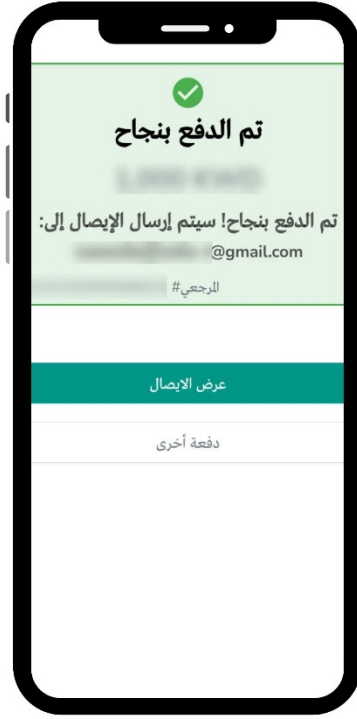 تم الدفع بنجاح
تم الدفع بنجاح! سيتم إرسال الإيصال إلى:
@gmail.com
المرجعي#
عرض الايصال
دفعة أخرى